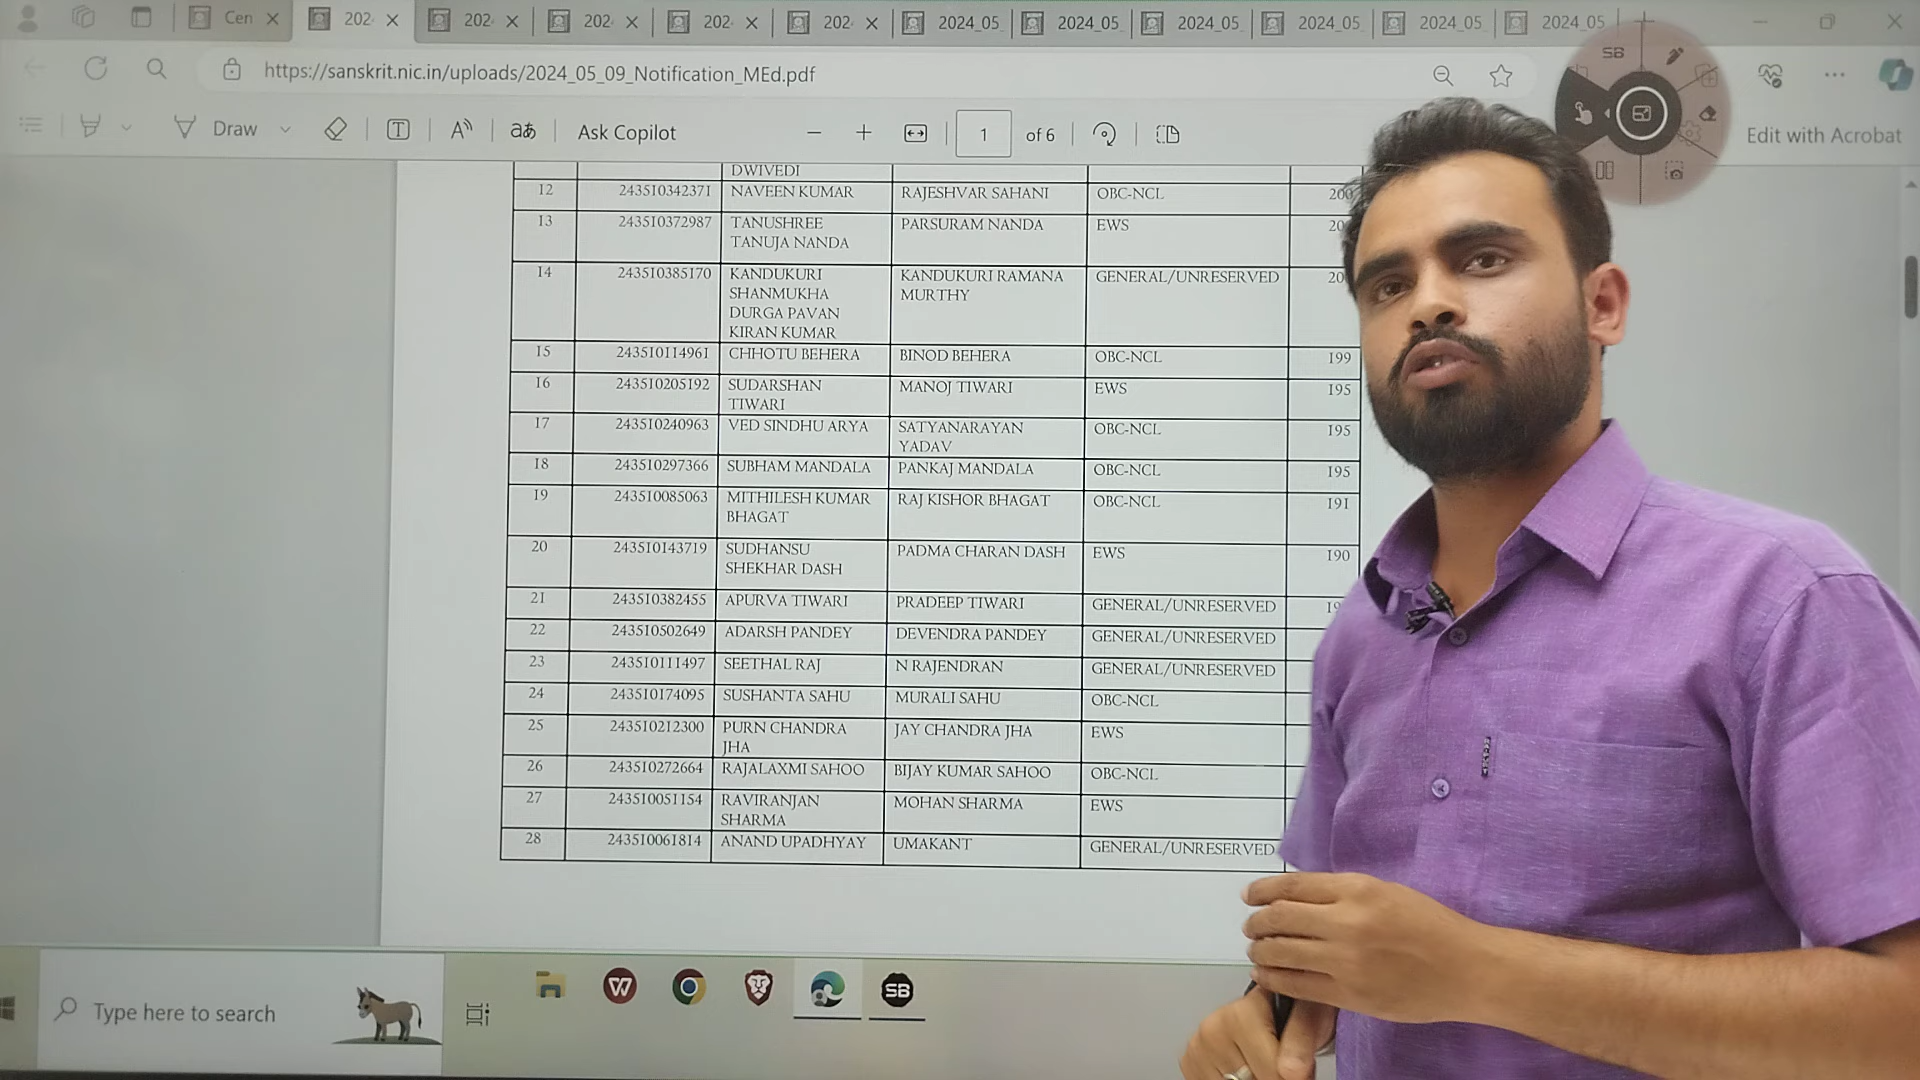 Cen
202
202
202
202
202
2024_05
2024_05
2024_05
2024_05
2024_05
2024_05
https://sanskrit.nic.in/uploads/2024_05_09_Notification_MEd.pdf
SB
Draw
T
aあ
Ask Copilot
1 of 6
Edit with Acrobat
DWIVEDI
12 243510342371 NAVEEN KUMAR RAJESHVAR SAHANI OBC-NCL 200
13 243510372987 TANUSHREE TANUJA NANDA PARSURAM NANDA EWS 20
14 243510385170 KANDUKURI SHANMUKHA DURGA PAVAN KIRAN KUMAR KANDUKURI RAMANA MURTHY GENERAL/UNRESERVED 20
15 243510114961 CHHOTU BEHERA BINOD BEHERA OBC-NCL 199
16 243510205192 SUDARSHAN TIWARI MANOJ TIWARI EWS 195
17 243510240963 VED SINDHU ARYA SATYANARAYAN YADAV OBC-NCL 195
18 243510297366 SUBHAM MANDALA PANKAJ MANDALA OBC-NCL 195
19 243510085063 MITHILESH KUMAR BHAGAT RAJ KISHOR BHAGAT OBC-NCL 191
20 243510143719 SUDHANSU SHEKHAR DASH PADMA CHARAN DASH EWS 190
21 243510382455 APURVA TIWARI PRADEEP TIWARI GENERAL/UNRESERVED 19
22 243510502649 ADARSH PANDEY DEVENDRA PANDEY GENERAL/UNRESERVED
23 243510111497 SEETHAL RAJ N RAJENDRAN GENERAL/UNRESERVED
24 243510174095 SUSHANTA SAHU MURALI SAHU OBC-NCL
25 243510212300 PURN CHANDRA JHA JAY CHANDRA JHA EWS
26 243510272664 RAJALAXMI SAHOO BIJAY KUMAR SAHOO OBC-NCL
27 243510051154 RAVIRANJAN SHARMA MOHAN SHARMA EWS
28 243510061814 ANAND UPADHYAY UMAKANT GENERAL/UNRESERVED
Type here to search
W
SB